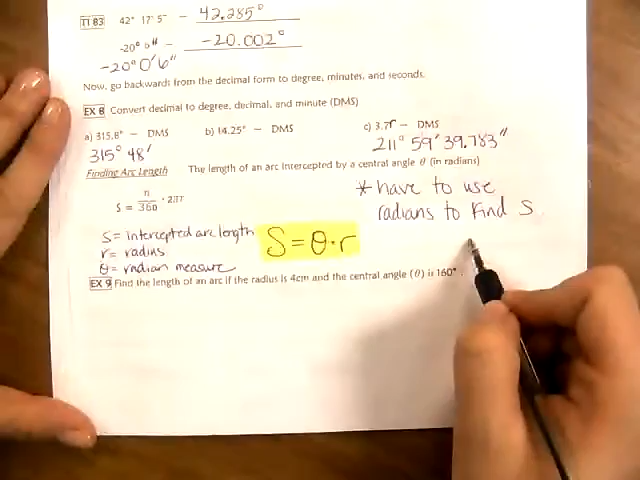 TI 83 42° 17' 5" - 42.285°
-20° 0' 6" - -20.002°
-20° 0' 6"
Now, go backwards from the decimal form to degree, minutes, and seconds.
EX 8 Convert decimal to degree, decimal, and minute (DMS)
a) 315.8° - DMS b) 14.25° - DMS c) 3.7r - DMS
315° 48' 211° 59' 39.783"
Finding Arc Length The length of an arc intercepted by a central angle θ (in radians)
* have to use
radians to find S
S = n/360 · 2πr
S = intercepted arc length
r = radius
θ = radian measure
S = θ · r
EX 9 Find the length of an arc if the radius is 4cm and the central angle (θ) is 160°.